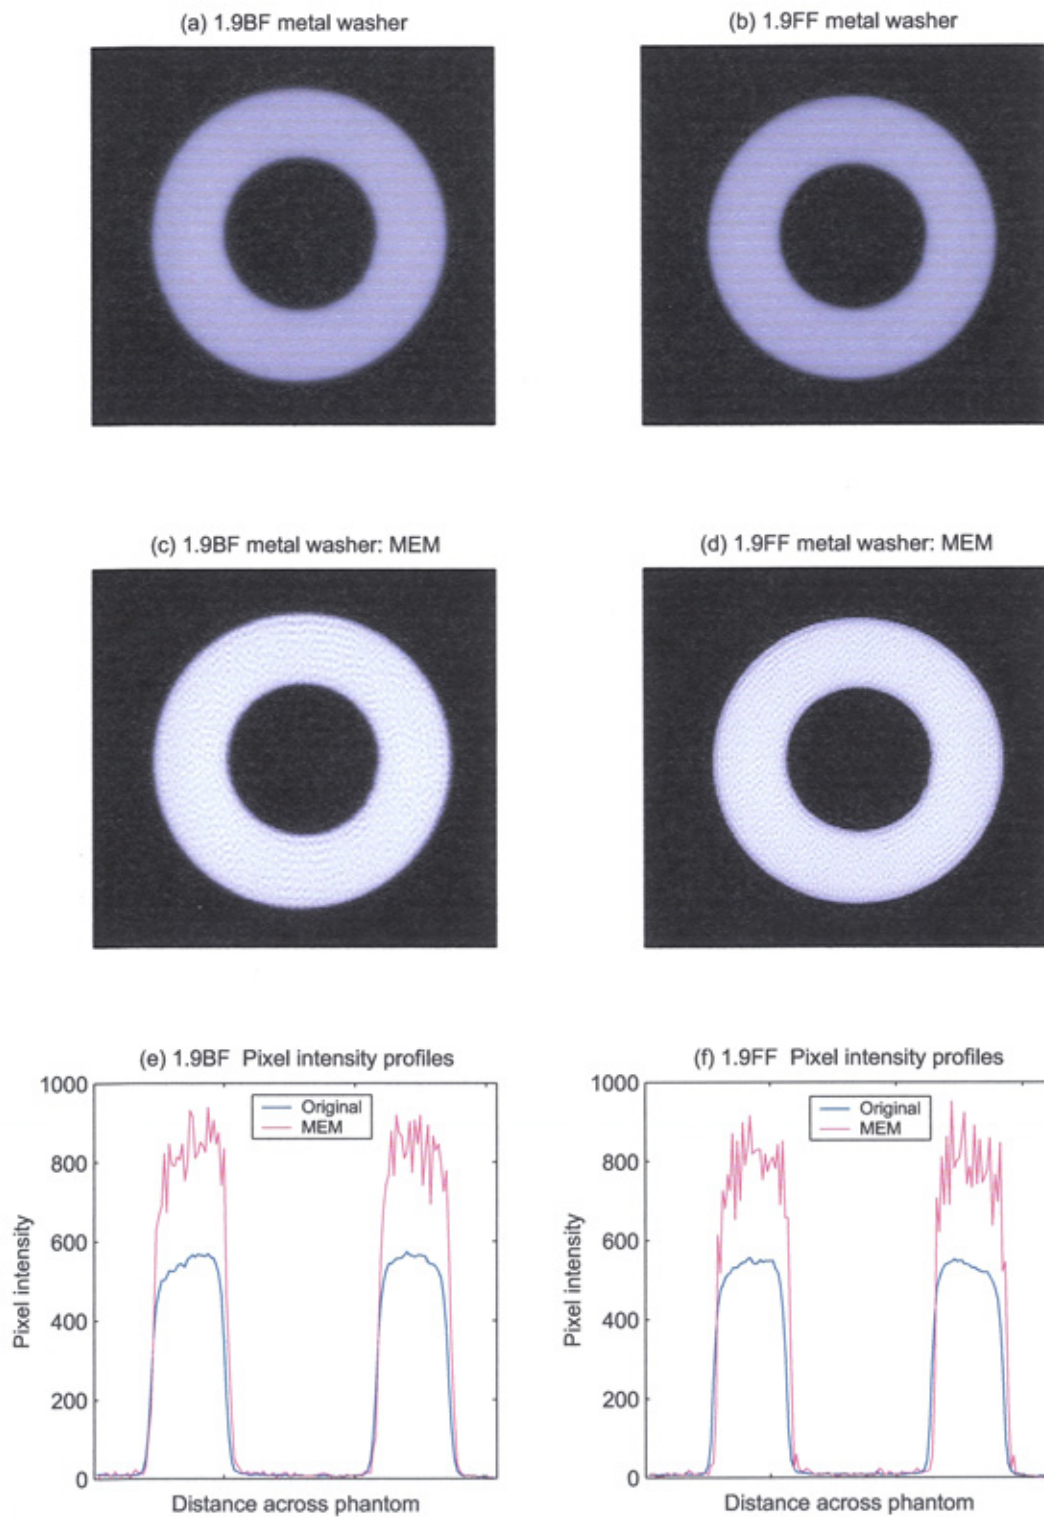 (a) 1.9BF metal washer
(b) 1.9FF metal washer
(c) 1.9BF metal washer: MEM
(d) 1.9FF metal washer: MEM
(e) 1.9BF Pixel intensity profiles
1000
800
600
400
200
0
Pixel intensity
Original
MEM
Distance across phantom
(f) 1.9FF Pixel intensity profiles
1000
800
600
400
200
0
Pixel intensity
Original
MEM
Distance across phantom